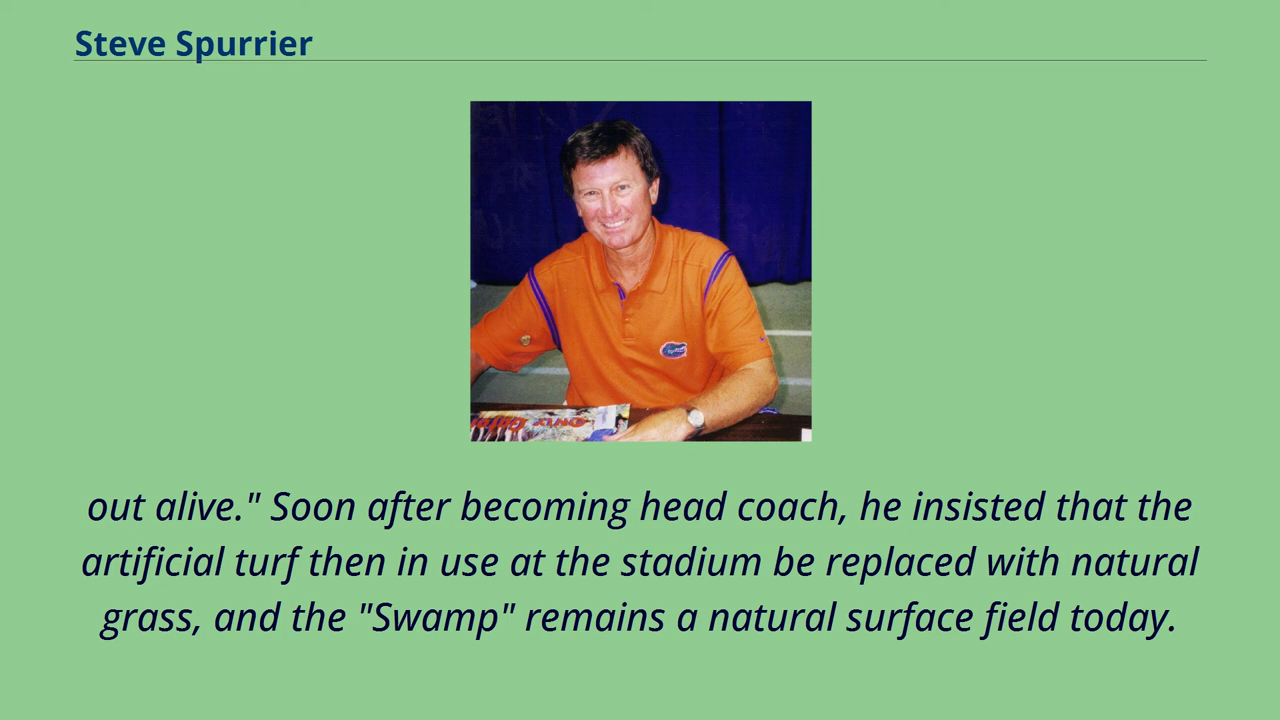 Steve Spurrier
out alive." Soon after becoming head coach, he insisted that the
artificial turf then in use at the stadium be replaced with natural
grass, and the "Swamp" remains a natural surface field today.